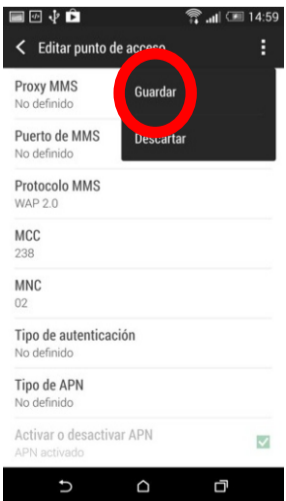 14:59
Editar punto de acceso
Guardar
Descartar
Proxy MMS
No definido
Puerto de MMS
No definido
Protocolo MMS
WAP 2.0
MCC
238
MNC
02
Tipo de autenticación
No definido
Tipo de APN
No definido
Activar o desactivar APN
APN activado